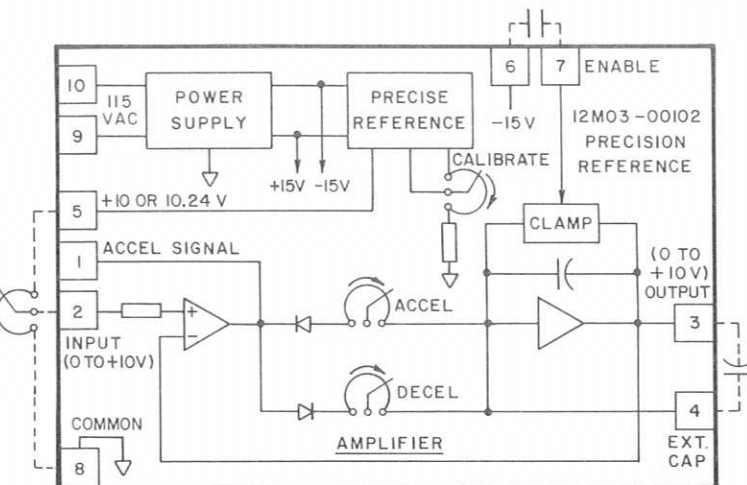 6
7
ENABLE
-15V
12M03-00102
PRECISION
REFERENCE
10
115
VAC
9
POWER
SUPPLY
PRECISE
REFERENCE
+15V -15V
CALIBRATE
5
+10 OR 10.24 V
1
ACCEL SIGNAL
2
INPUT
(0 TO +10V)
+
−
ACCEL
DECEL
CLAMP
(0 TO
+10V)
OUTPUT
3
4
EXT.
CAP
COMMON
8
AMPLIFIER